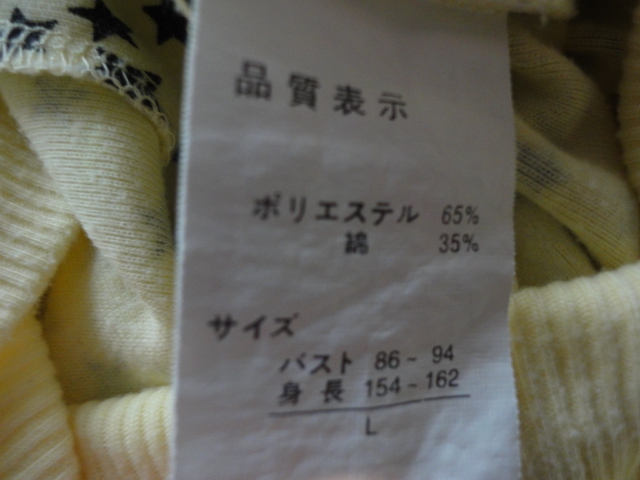 品質表示
ポリエステル 65%
綿 35%
サイズ
バスト 86~94
身長 154~162
L